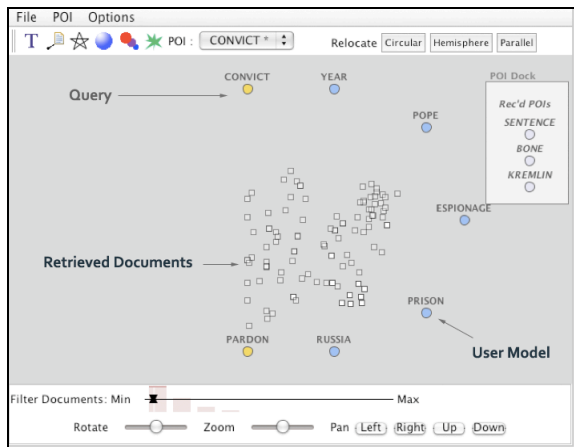 File POI Options
T POI : CONVICT * Relocate Circular Hemisphere Parallel
CONVICT YEAR POI Dock
Query
Rec'd POIs
POPE
SENTENCE
BONE
KREMLIN
ESPIONAGE
Retrieved Documents
PRISON
PARDON RUSSIA
User Model
Filter Documents: Min Max
Rotate Zoom Pan Left Right Up Down